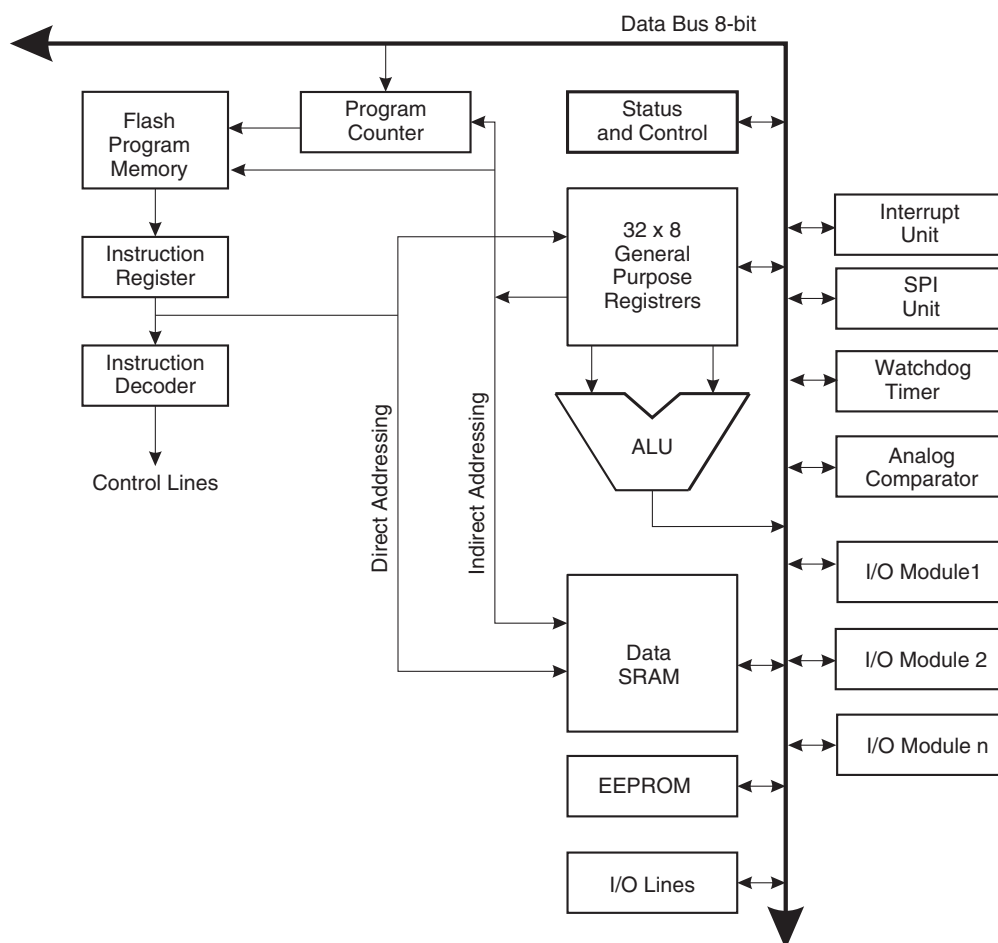 Data Bus 8-bit
Flash
Program
Memory
Program
Counter
Status
and Control
32 x 8
General
Purpose
Registrers
Interrupt
Unit
Instruction
Register
SPI
Unit
Instruction
Decoder
Watchdog
Timer
Direct Addressing
Indirect Addressing
ALU
Analog
Comparator
Control Lines
I/O Module1
Data
SRAM
I/O Module 2
I/O Module n
EEPROM
I/O Lines